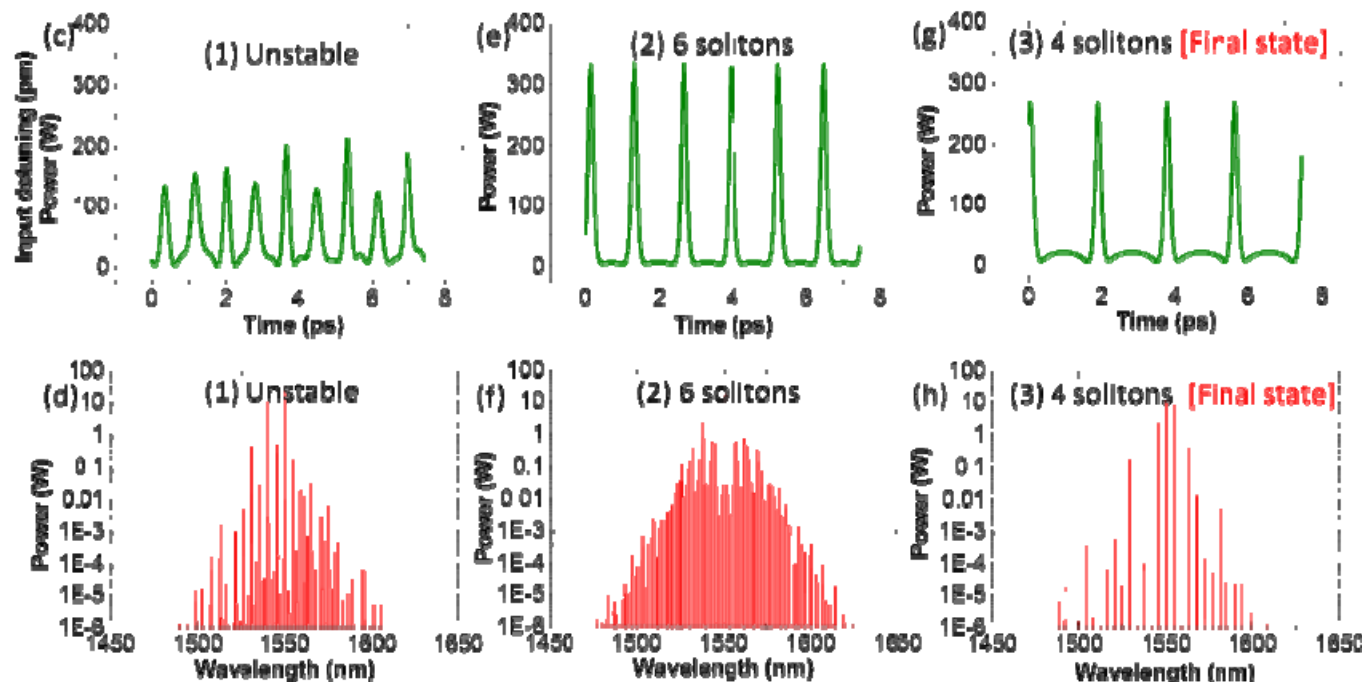 (c)
(1) Unstable
400
300
200
100
0
Input detuning (pm)
Power (W)
0 2 4 6 8
Time (ps)
(e)
(2) 6 solitons
400
300
200
100
0
Power (W)
0 2 4 6 8
Time (ps)
(g)
(3) 4 solitons [Final state]
400
300
200
100
0
Power (W)
0 2 4 6 8
Time (ps)
(d)
(1) Unstable
100
10
1
0.1
0.01
1E-3
1E-4
1E-5
1E-6
Power (W)
1450 1500 1550 1600 1650
Wavelength (nm)
(f)
(2) 6 solitons
100
10
1
0.1
0.01
1E-3
1E-4
1E-5
1E-6
Power (W)
1450 1500 1550 1600 1650
Wavelength (nm)
(h)
(3) 4 solitons [Final state]
100
10
1
0.1
0.01
1E-3
1E-4
1E-5
1E-6
Power (W)
1450 1500 1550 1600 1650
Wavelength (nm)